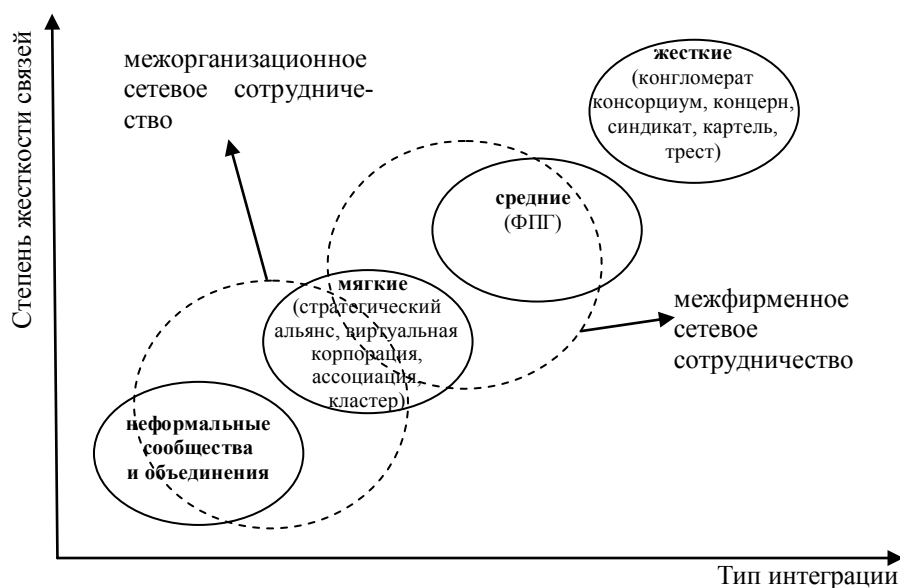 Степень жесткости связей
межорганизационное
сетевое сотрудниче-
ство
жесткие
(конгломерат
консорциум, концерн,
синдикат, картель,
трест)
средние
(ФПГ)
мягкие
(стратегический
альянс, виртуальная
корпорация,
ассоциация,
кластер)
межфирменное
сетевое
сотрудничество
неформальные
сообщества
и объединения
Тип интеграции